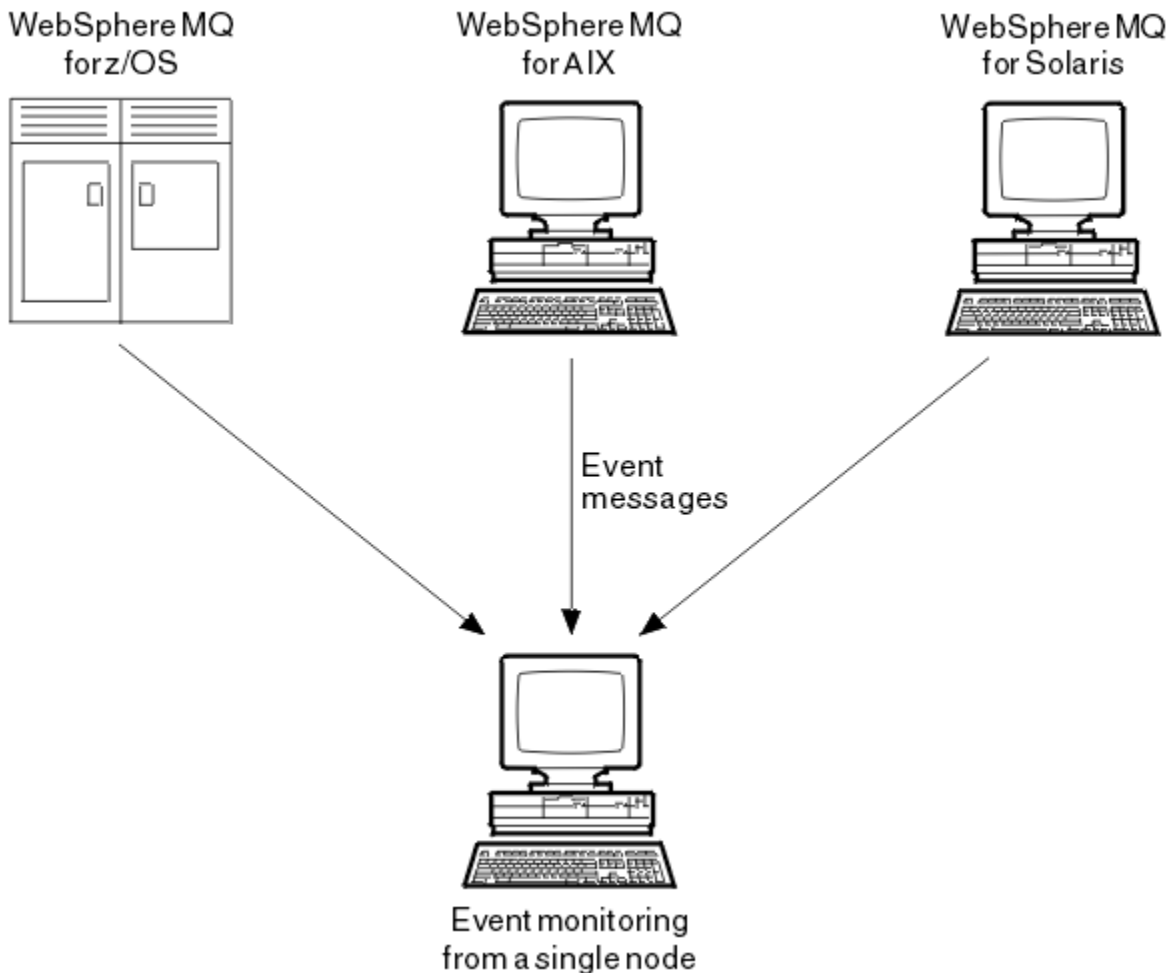 WebSphere MQ
for z/OS
WebSphere MQ
for AIX
WebSphere MQ
for Solaris
Event
messages
Event monitoring
from a single node